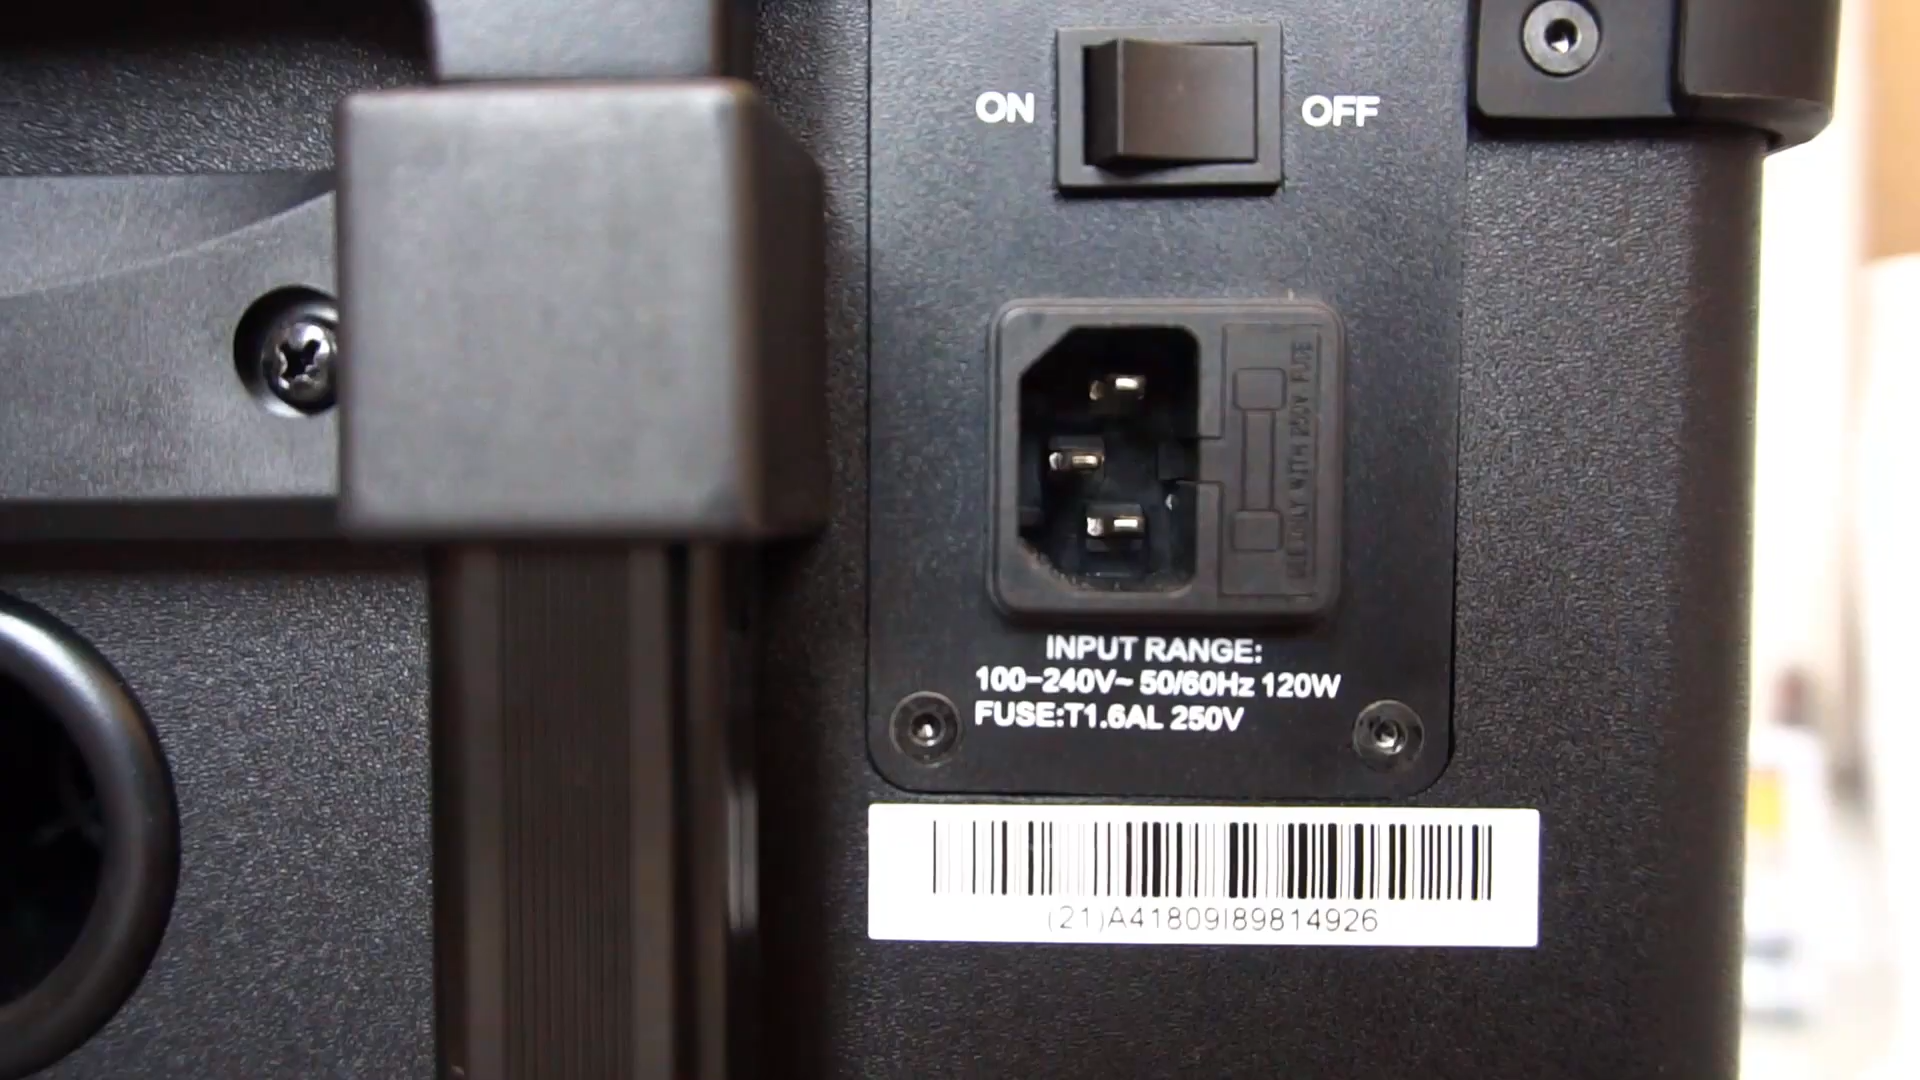 ON
OFF
INPUT RANGE:
100-240V~ 50/60Hz 120W
FUSE:T1.6AL 250V
(21)A41809I89814926